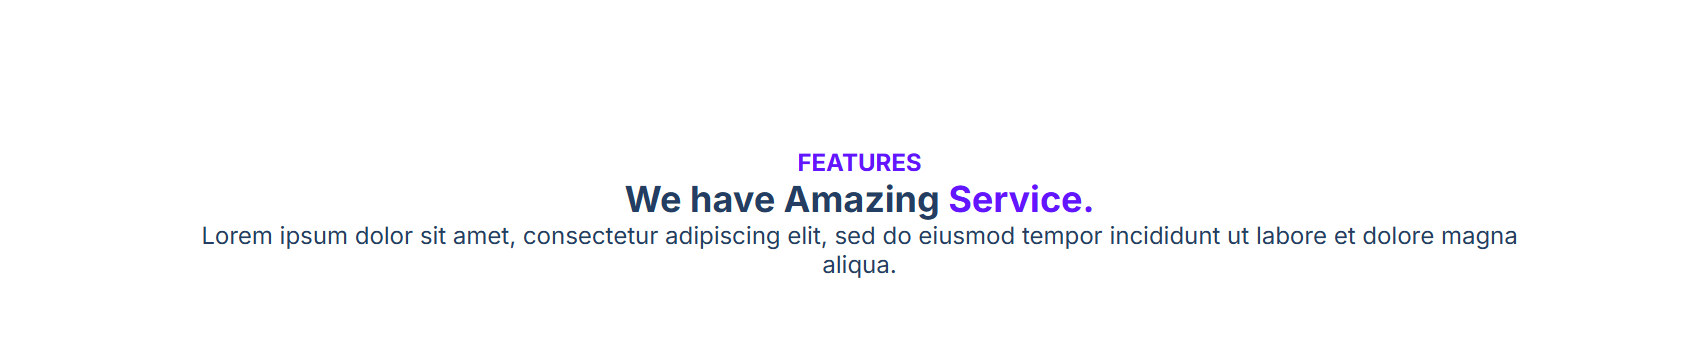 FEATURES
We have Amazing Service.
Lorem ipsum dolor sit amet, consectetur adipiscing elit, sed do eiusmod tempor incididunt ut labore et dolore magna
aliqua.